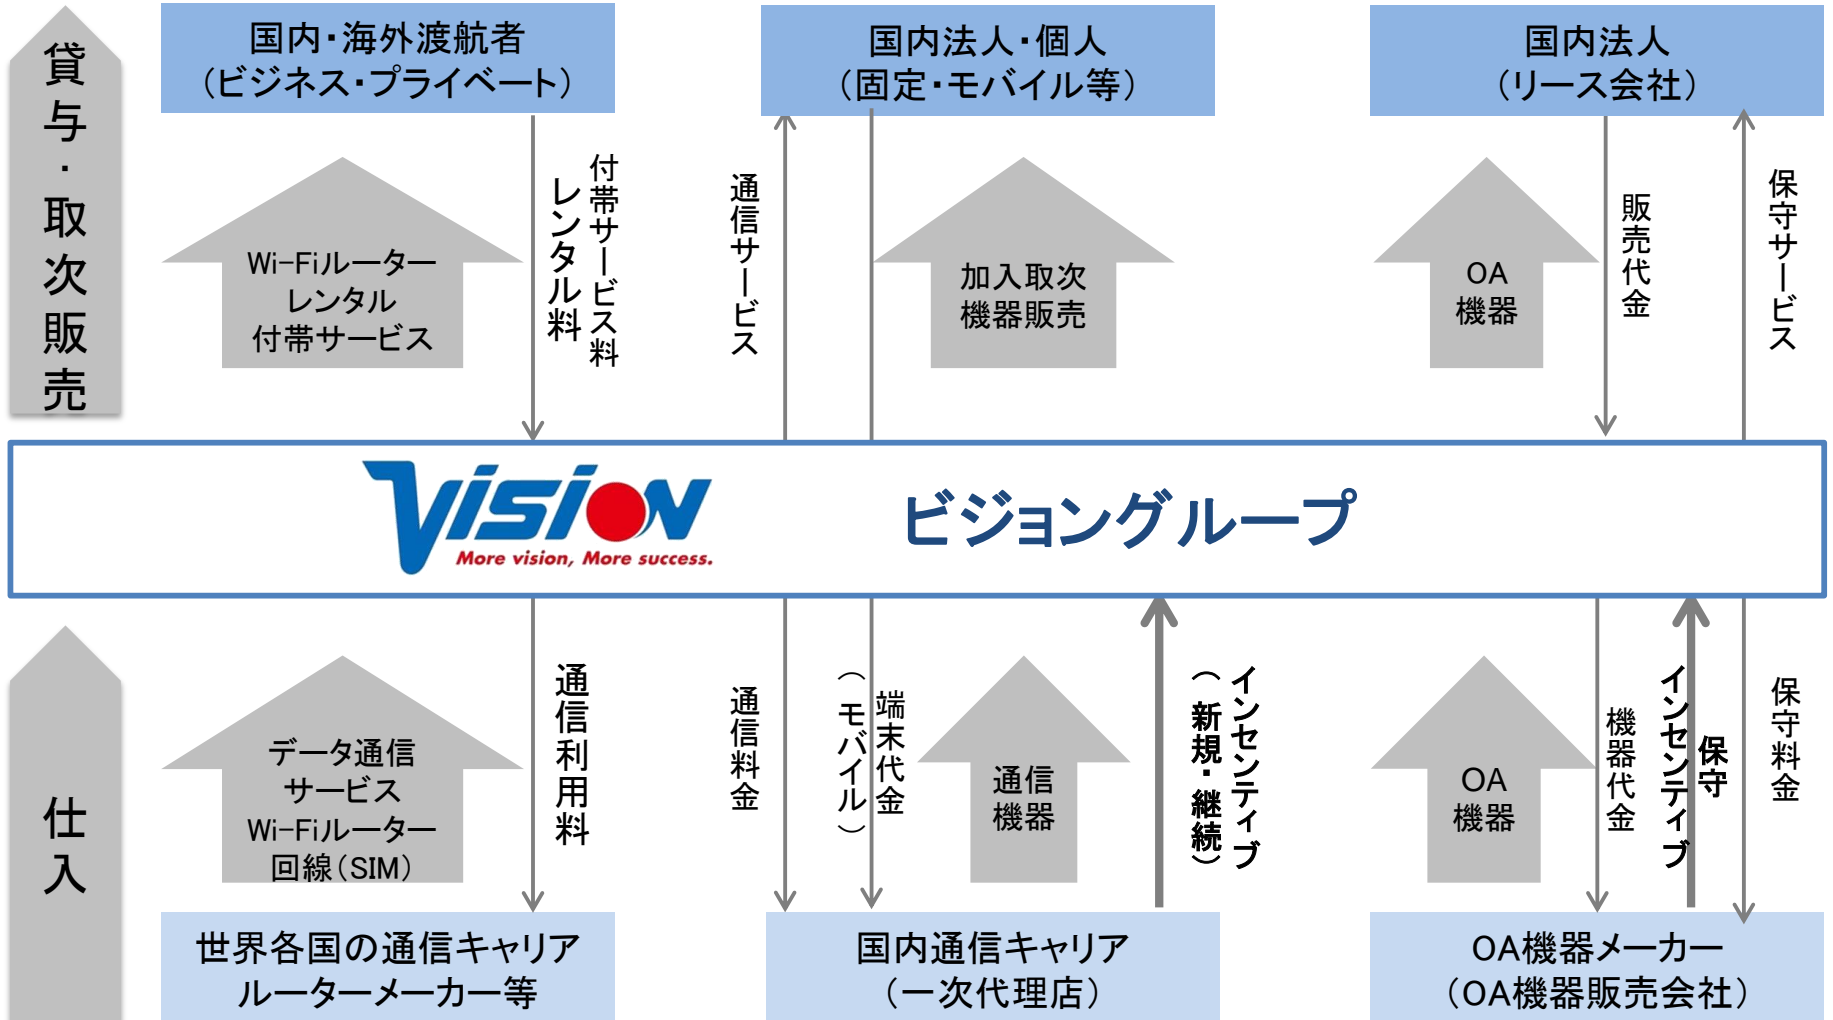 貸与・取次販売
国内・海外渡航者
（ビジネス・プライベート）
国内法人・個人
（固定・モバイル等）
国内法人
（リース会社）
Wi-Fiルーター
レンタル
付帯サービス
付帯サービス料
レンタル料
通信サービス
加入取次
機器販売
OA
機器
販売代金
保守サービス
VISION
More vision, More success.
ビジョングループ
仕入
データ通信
サービス
Wi-Fiルーター
回線（SIM）
通信利用料
通信料金
端末代金
（モバイル）
通信
機器
インセンティブ
（新規・継続）
OA
機器
機器代金
保守
インセンティブ
保守料金
世界各国の通信キャリア
ルーターメーカー等
国内通信キャリア
（一次代理店）
OA機器メーカー
（OA機器販売会社）